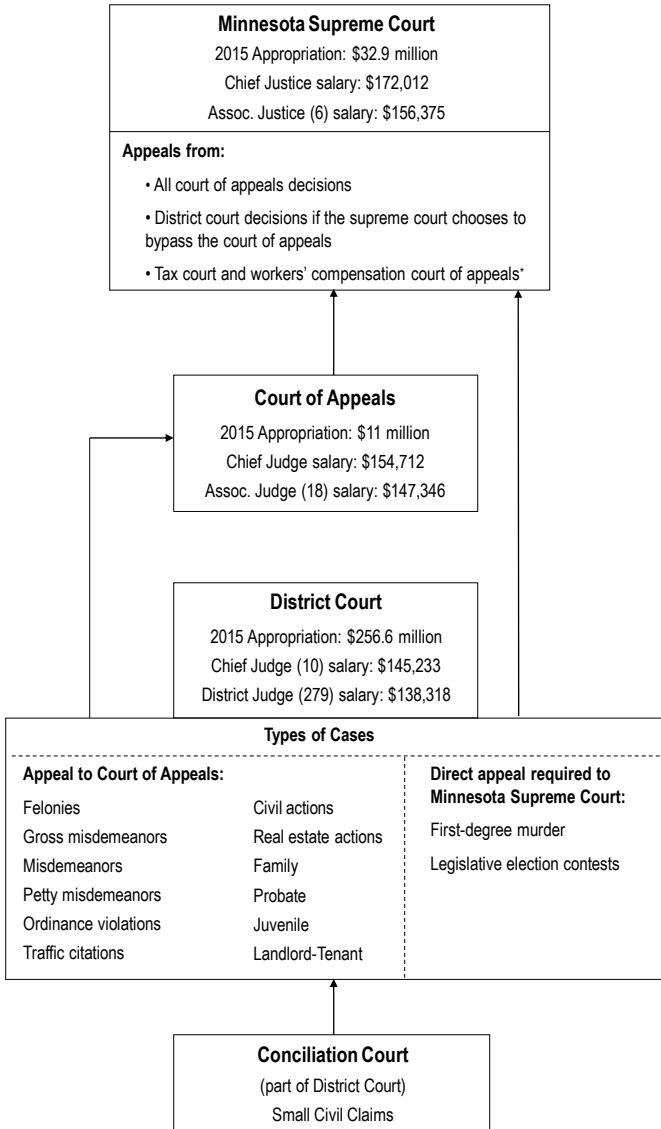 Minnesota Supreme Court
2015 Appropriation: $32.9 million
Chief Justice salary: $172,012
Assoc. Justice (6) salary: $156,375
Appeals from:
• All court of appeals decisions
• District court decisions if the supreme court chooses to
bypass the court of appeals
• Tax court and workers’ compensation court of appeals*
Court of Appeals
2015 Appropriation: $11 million
Chief Judge salary: $154,712
Assoc. Judge (18) salary: $147,346
District Court
2015 Appropriation: $256.6 million
Chief Judge (10) salary: $145,233
District Judge (279) salary: $138,318
Types of Cases
Appeal to Court of Appeals:
Felonies
Gross misdemeanors
Misdemeanors
Petty misdemeanors
Ordinance violations
Traffic citations
Civil actions
Real estate actions
Family
Probate
Juvenile
Landlord-Tenant
Direct appeal required to
Minnesota Supreme Court:
First-degree murder
Legislative election contests
Conciliation Court
(part of District Court)
Small Civil Claims